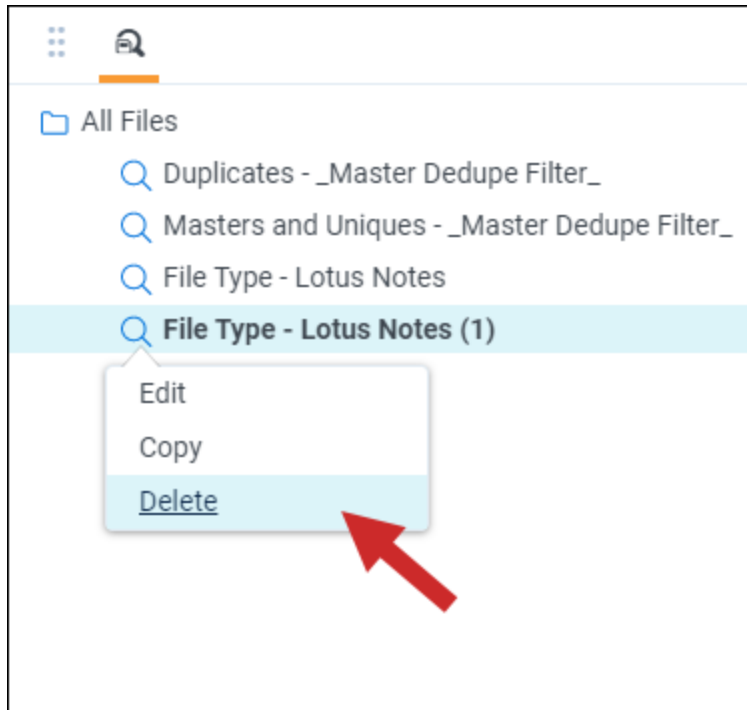 All Files
Duplicates - _Master Dedupe Filter_
Masters and Uniques - _Master Dedupe Filter_
File Type - Lotus Notes
File Type - Lotus Notes (1)
Edit
Copy
Delete